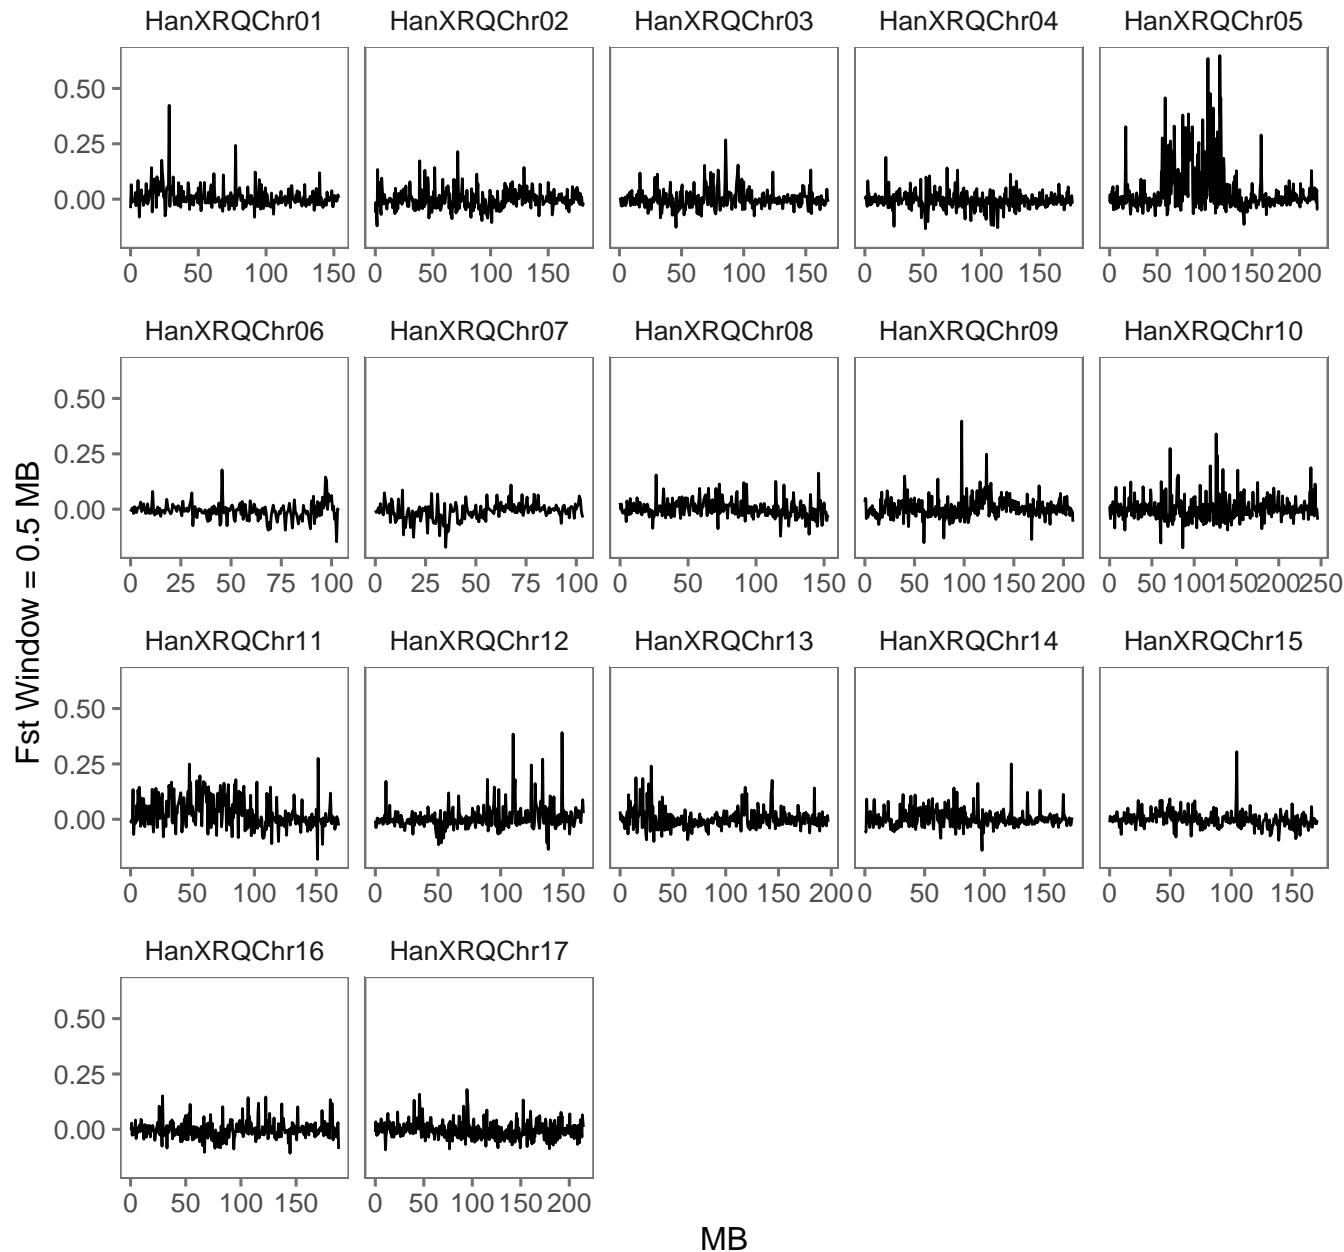 HanXRQChr01 HanXRQChr02 HanXRQChr03 HanXRQChr04 HanXRQChr05
0.50
0.25
0.00
0 50 100 150 0 50 100 150 0 50 100 150 0 50 100 150 0 50 100 150 200
HanXRQChr06 HanXRQChr07 HanXRQChr08 HanXRQChr09 HanXRQChr10
0.50
0.25
0.00
0 25 50 75 100 0 25 50 75 100 0 50 100 150 0 50 100 150 200 0 50 100 150 200 250
HanXRQChr11 HanXRQChr12 HanXRQChr13 HanXRQChr14 HanXRQChr15
0.50
0.25
0.00
0 50 100 150 0 50 100 150 0 50 100 150 200 0 50 100 150 0 50 100 150
HanXRQChr16 HanXRQChr17
0.50
0.25
0.00
0 50 100 150 0 50 100 150 200
Fst Window = 0.5 MB
MB